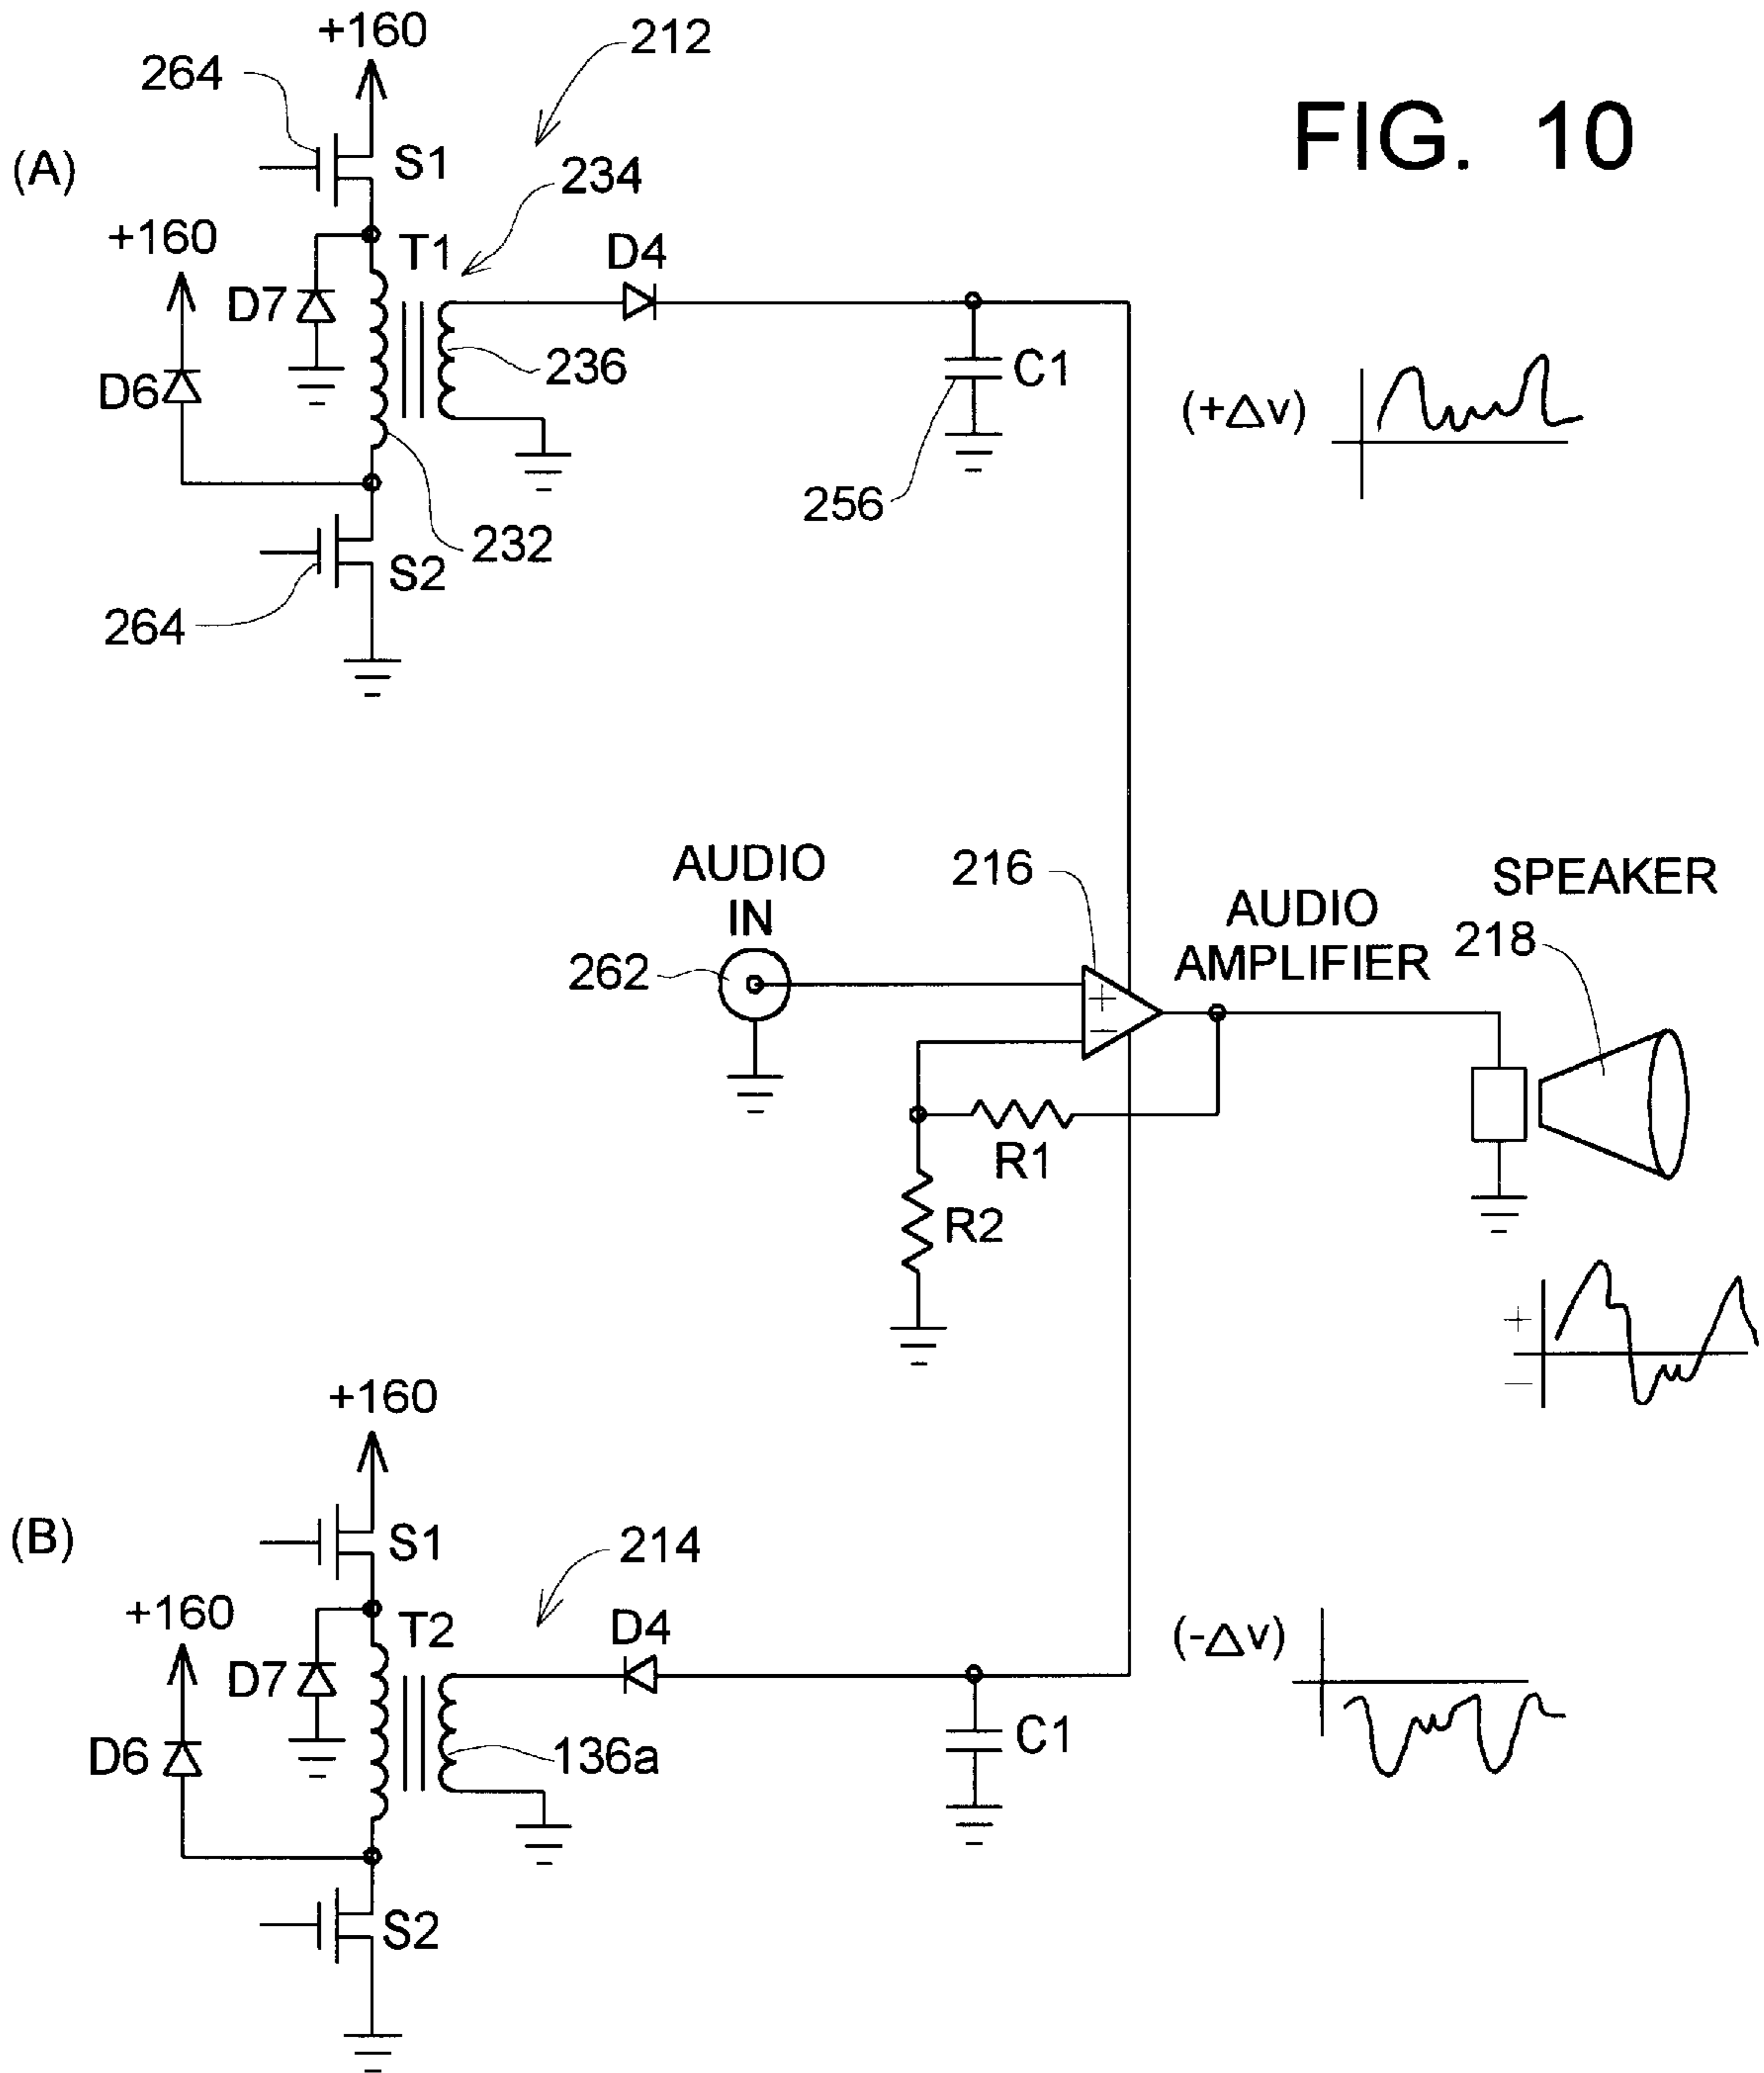 FIG. 10
+160
212
264
(A)
S1
234
+160
T1
D4
D7
236
C1
D6
(+Δv)
256
232
S2
264
AUDIO
IN
216
SPEAKER
AUDIO
AMPLIFIER
218
262
+
−
R1
R2
+
−
+160
(B)
S1
214
+160
T2
D4
(-Δv)
D7
C1
D6
136a
S2